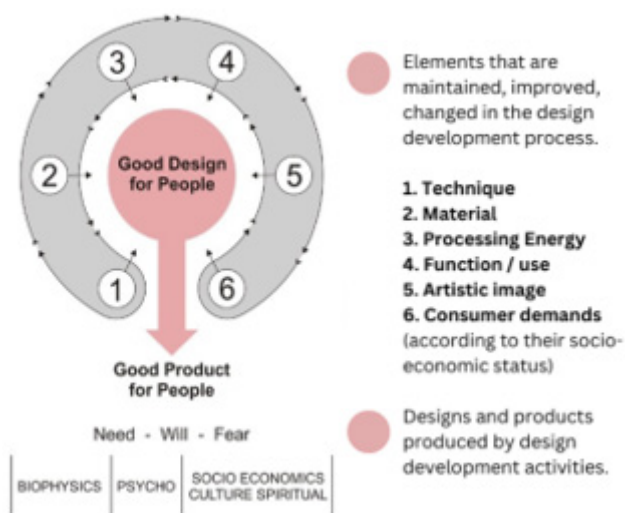 3
4
Good Design
for People
2
5
1
6
Good Product
for People
Need - Will - Fear
BIOPHYSICS
PSYCHO
SOCIO ECONOMICS
CULTURE SPIRITUAL
Elements that are
maintained, improved,
changed in the design
development process.
1. Technique
2. Material
3. Processing Energy
4. Function / use
5. Artistic image
6. Consumer demands
(according to their socio-
economic status)
Designs and products
produced by design
development activities.